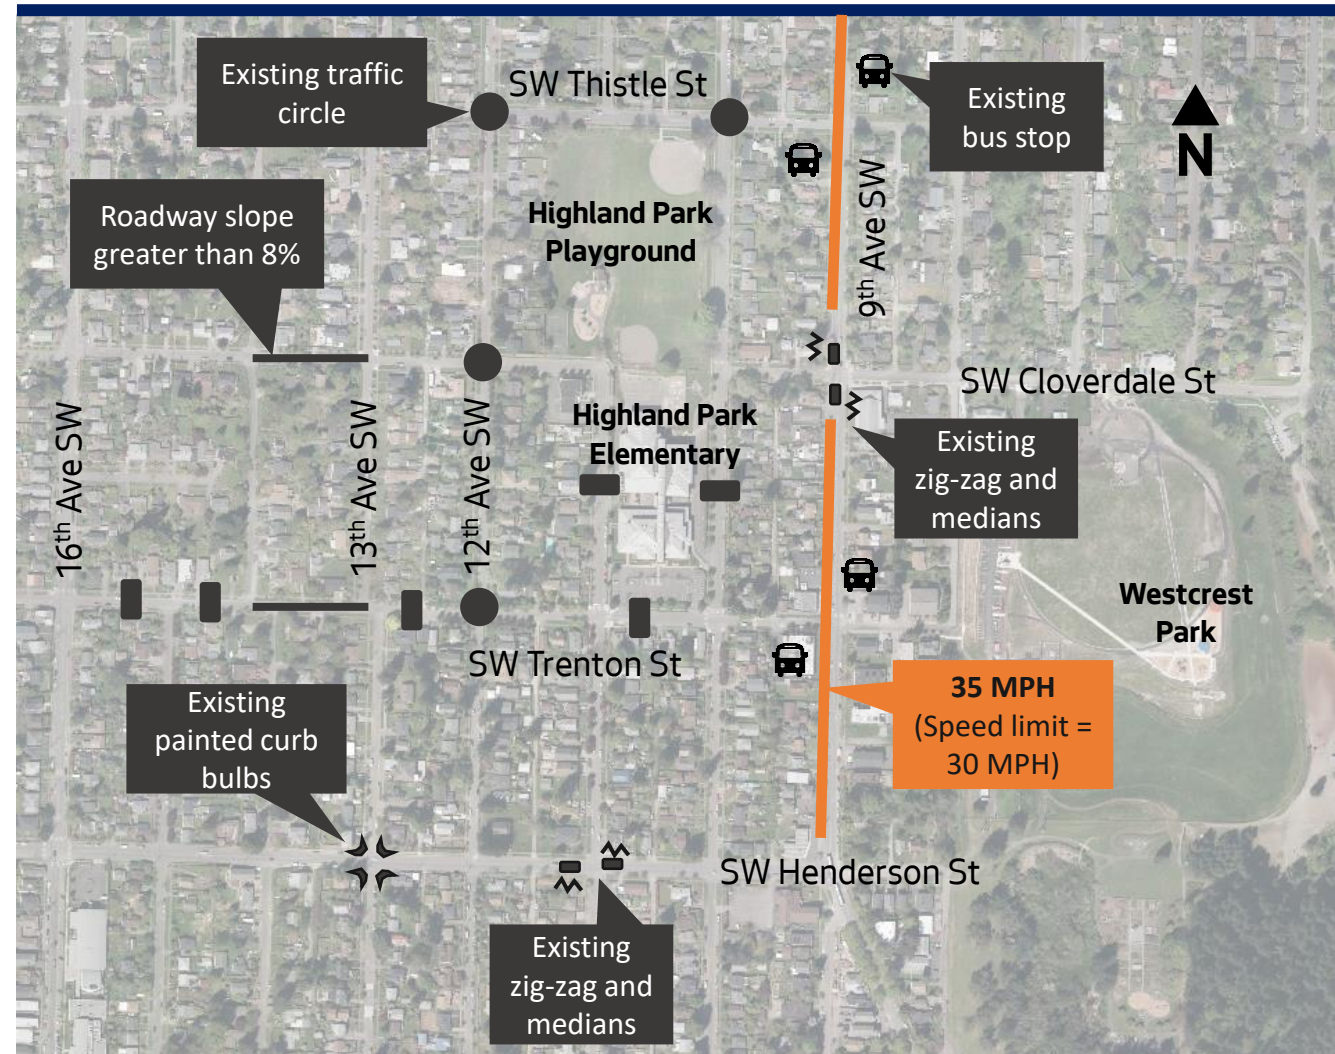 Existing traffic
circle
SW Thistle St
Existing
bus stop
N
Roadway slope
greater than 8%
Highland Park
Playground
9th Ave SW
SW Cloverdale St
16th Ave SW
13th Ave SW
12th Ave SW
Highland Park
Elementary
Existing
zig-zag and
medians
Westcrest
Park
SW Trenton St
35 MPH
(Speed limit =
30 MPH)
Existing
painted curb
bulbs
SW Henderson St
Existing
zig-zag and
medians